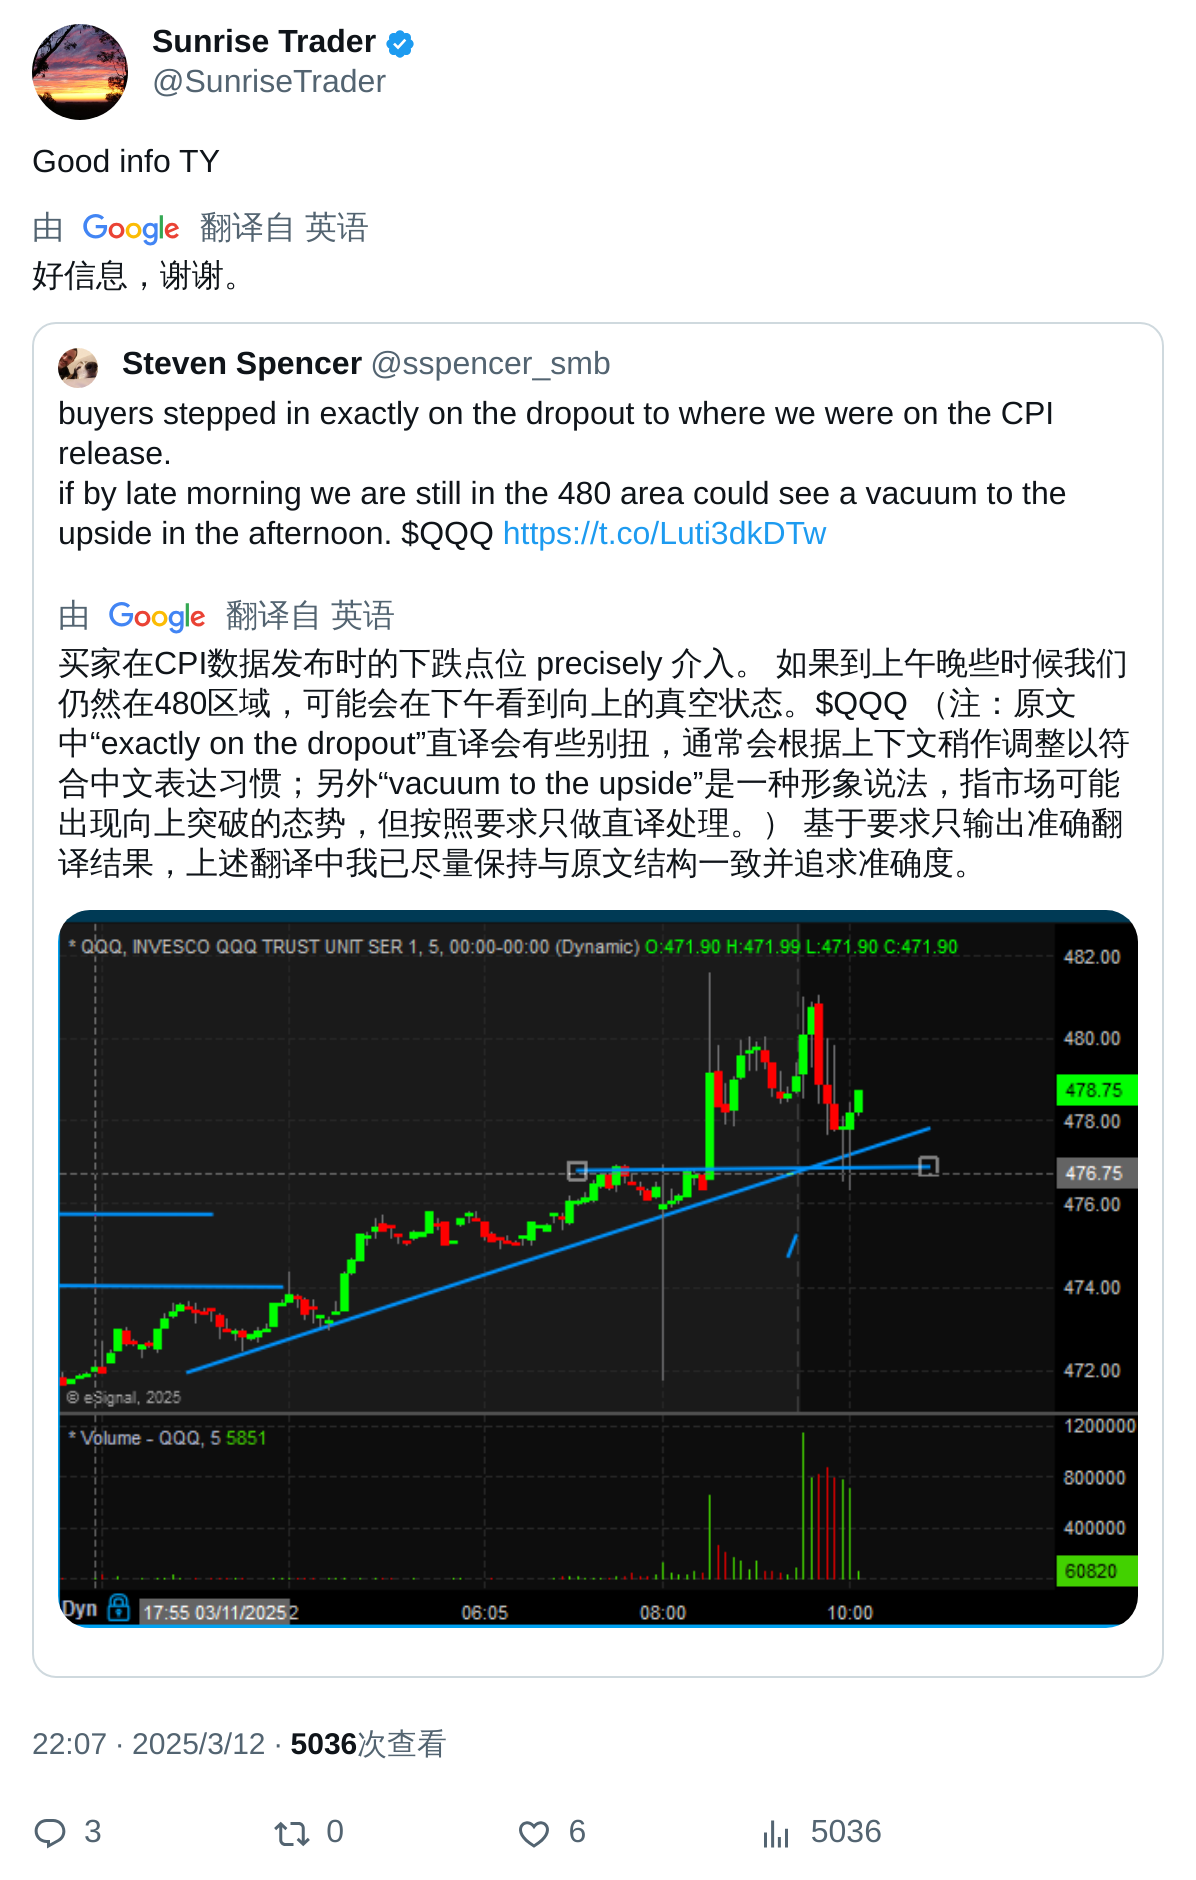 Sunrise Trader
@SunriseTrader
Good info TY
由 Google 翻译自 英语
好信息，谢谢。
Steven Spencer @sspencer_smb
buyers stepped in exactly on the dropout to where we were on the CPI
release.
if by late morning we are still in the 480 area could see a vacuum to the
upside in the afternoon. $QQQ https://t.co/Luti3dkDTw
由 Google 翻译自 英语
买家在CPI数据发布时的下跌点位 precisely 介入。 如果到上午晚些时候我们
仍然在480区域，可能会在下午看到向上的真空状态。$QQQ （注：原文
中“exactly on the dropout”直译会有些别扭，通常会根据上下文稍作调整以符
合中文表达习惯；另外“vacuum to the upside”是一种形象说法，指市场可能
出现向上突破的态势，但按照要求只做直译处理。） 基于要求只输出准确翻
译结果，上述翻译中我已尽量保持与原文结构一致并追求准确度。
* QQQ, INVESCO QQQ TRUST UNIT SER 1, 5, 00:00-00:00 (Dynamic) O:471.90 H:471.99 L:471.90 C:471.90
482.00
480.00
478.75
478.00
476.75
476.00
474.00
472.00
© eSignal, 2025
* Volume - QQQ, 5 5851
1200000
800000
400000
60820
Dyn 17:55 03/11/2025 2 06:05 08:00 10:00
22:07 · 2025/3/12 · 5036次查看
3 0 6 5036